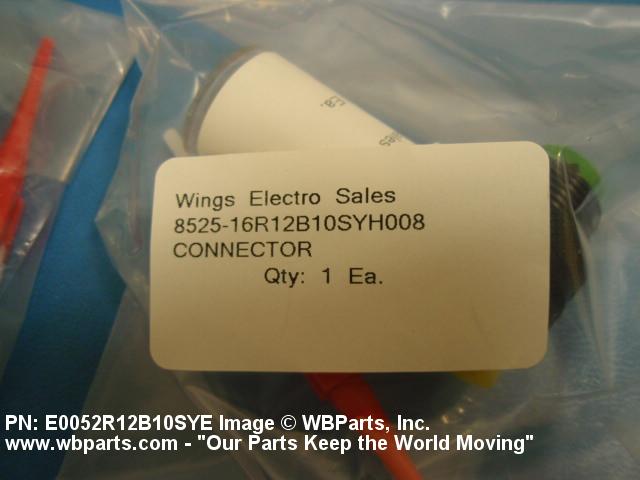 Ea.
Wings Electro Sales
8525-16R12B10SYH008
CONNECTOR
Qty: 1 Ea.
PN: E0052R12B10SYE Image © WBParts, Inc.
www.wbparts.com - "Our Parts Keep the World Moving"